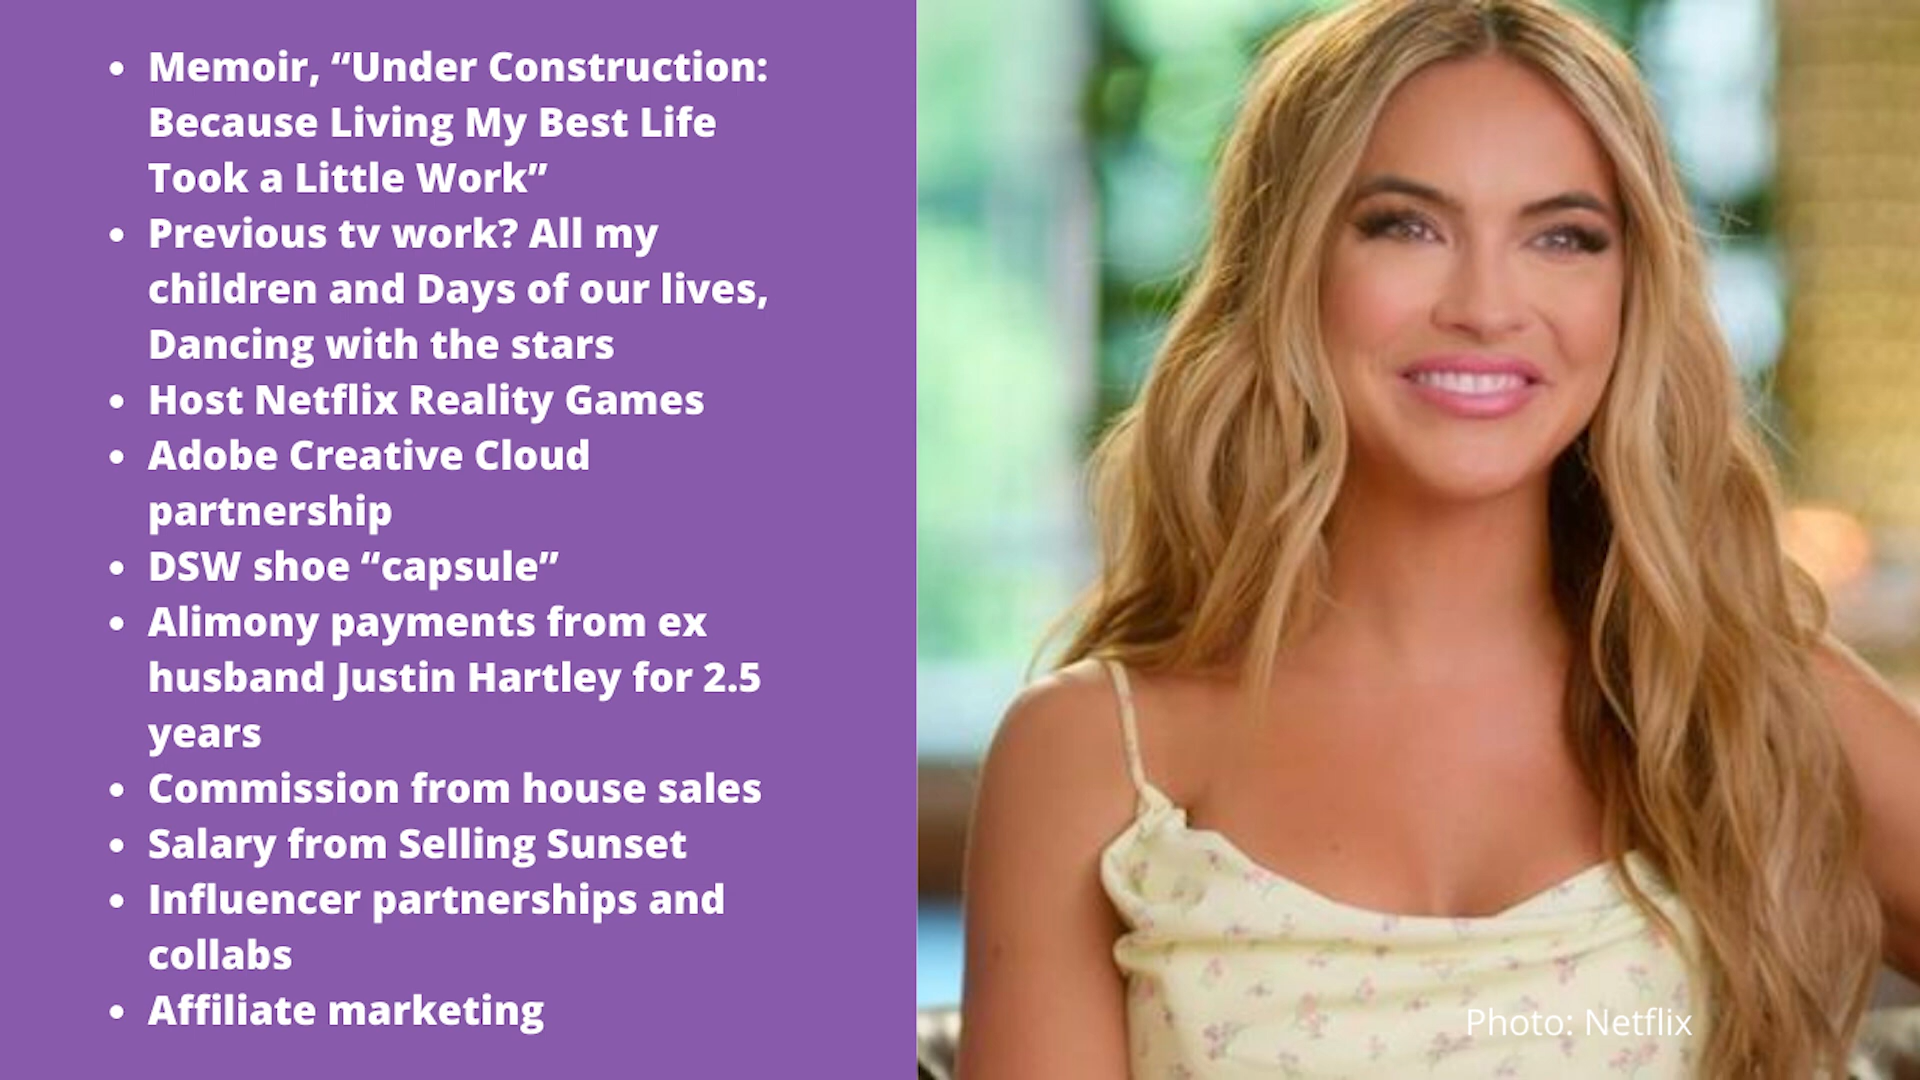 Memoir, “Under Construction:
Because Living My Best Life
Took a Little Work”
Previous tv work? All my
children and Days of our lives,
Dancing with the stars
Host Netflix Reality Games
Adobe Creative Cloud
partnership
DSW shoe “capsule”
Alimony payments from ex
husband Justin Hartley for 2.5
years
Commission from house sales
Salary from Selling Sunset
Influencer partnerships and
collabs
Affiliate marketing
Photo: Netflix